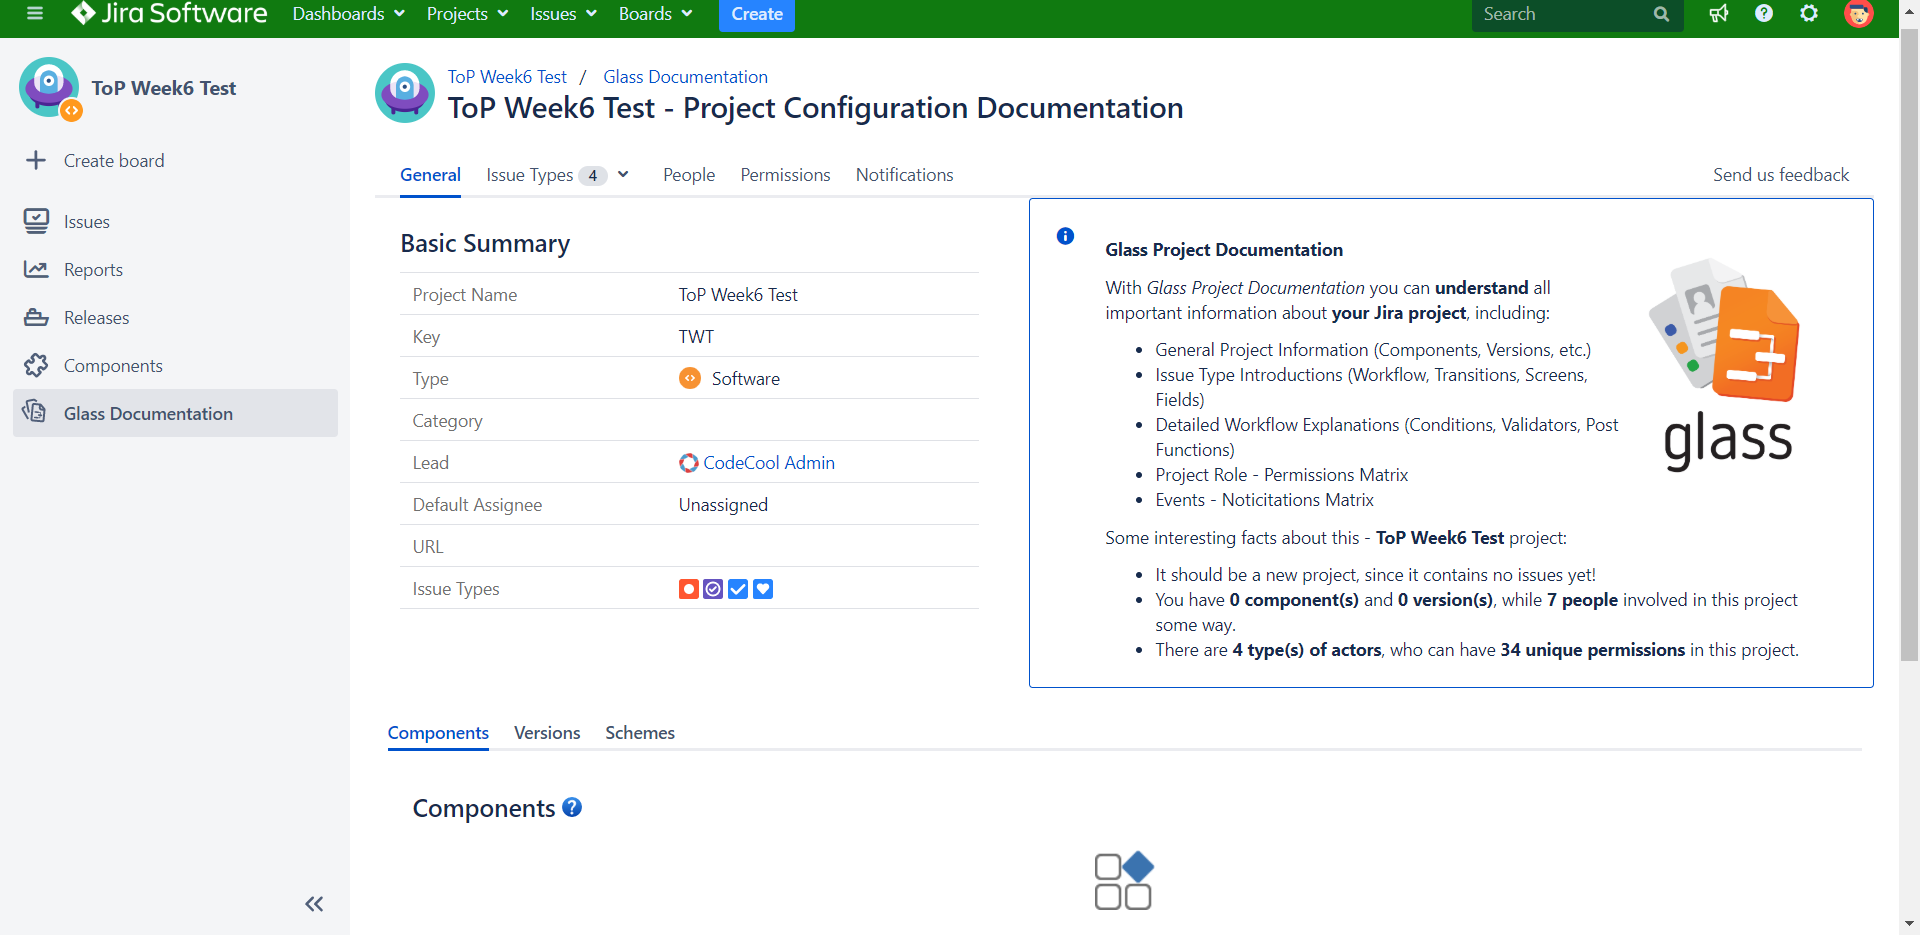 Jira Software Dashboards Projects Issues Boards Create Search
ToP Week6 Test
Create board
Issues
Reports
Releases
Components
Glass Documentation
ToP Week6 Test / Glass Documentation
ToP Week6 Test - Project Configuration Documentation
General Issue Types 4 People Permissions Notifications Send us feedback
Basic Summary
Project Name ToP Week6 Test
Key TWT
Type Software
Category
Lead CodeCool Admin
Default Assignee Unassigned
URL
Issue Types
Glass Project Documentation
With Glass Project Documentation you can understand all
important information about your Jira project, including:
General Project Information (Components, Versions, etc.)
Issue Type Introductions (Workflow, Transitions, Screens,
Fields)
Detailed Workflow Explanations (Conditions, Validators, Post
Functions)
Project Role - Permissions Matrix
Events - Noticitations Matrix
glass
Some interesting facts about this - ToP Week6 Test project:
It should be a new project, since it contains no issues yet!
You have 0 component(s) and 0 version(s), while 7 people involved in this project
some way.
There are 4 type(s) of actors, who can have 34 unique permissions in this project.
Components Versions Schemes
Components